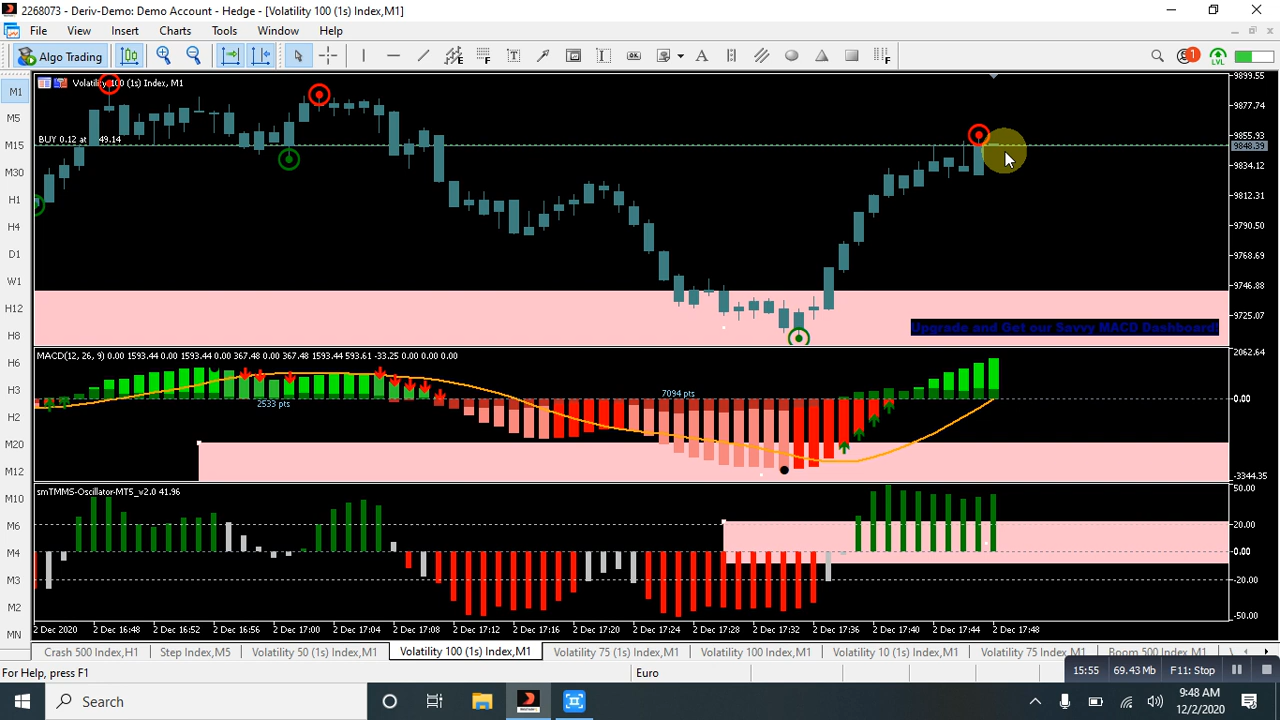 2268073 - Deriv-Demo: Demo Account - Hedge - [Volatility 100 (1s) Index,M1]
File View Insert Charts Tools Window Help
Algo Trading
1
LVL
M1
M5
M15
M30
H1
H4
D1
W1
H12
H8
H6
H3
H2
M20
M12
M10
M6
M4
M3
M2
MN
Index, M1
BUY 0.12 at
9899.55
9877.74
9855.93
9848.39
9834.12
9812.31
9790.50
9768.69
9746.88
9725.07
Upgrade and Get our Savvy MACD Dashboard!
MACD(12, 26, 9) 0.00 1593.44 0.00 1593.44 0.00 367.48 0.00 367.48 1593.44 593.61 -33.25 0.00 0.00 0.00
2533 pts
7094 pts
2062.64
0.00
-3344.35
smTMMS-Oscillator-MT5_v2.0 41.96
50.00
20.00
0.00
-20.00
-50.00
2 Dec 2020 2 Dec 16:48 2 Dec 16:52 2 Dec 16:56 2 Dec 17:00 2 Dec 17:04 2 Dec 17:08 2 Dec 17:12 2 Dec 17:16 2 Dec 17:20 2 Dec 17:24 2 Dec 17:28 2 Dec 17:32 2 Dec 17:36 2 Dec 17:40 2 Dec 17:44 2 Dec 17:48
Crash 500 Index,H1 Step Index,M5 Volatility 50 (1s) Index,M1 Volatility 100 (1s) Index,M1 Volatility 75 (1s) Index,M1 Volatility 100 Index,M1 Volatility 10 (1s) Index,M1 Volatility 75 Index,M1 Boom 500 Index,M1
For Help, press F1
Euro
15:55 69.43 Mb F11: Stop
Search
9:48 AM
12/2/2020